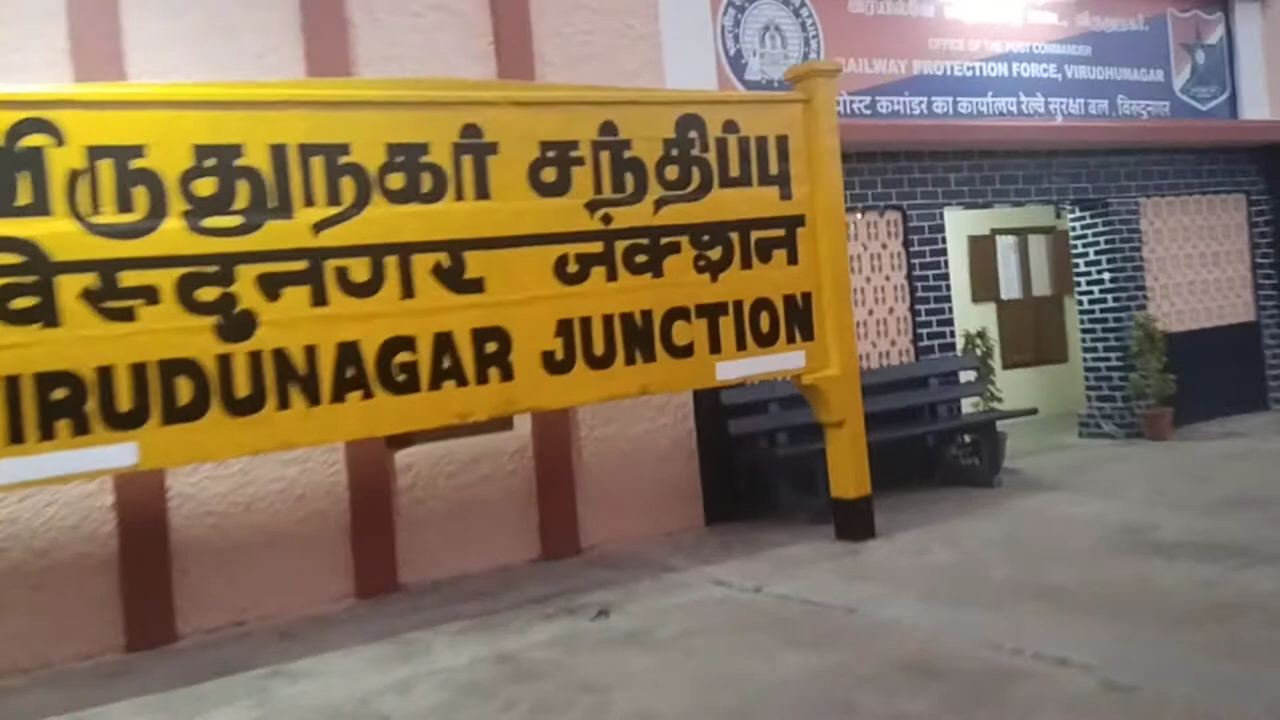 விருதுநகர் சந்திப்பு
विरुदुनगर जंक्शन
IRUDUNAGAR JUNCTION
OFFICE OF THE POST COMMANDER
RAILWAY PROTECTION FORCE, VIRUDHUNAGAR
पोस्ट कमांडर का कार्यालय रेल्वे सुरक्षा बल, विरुदुनगर